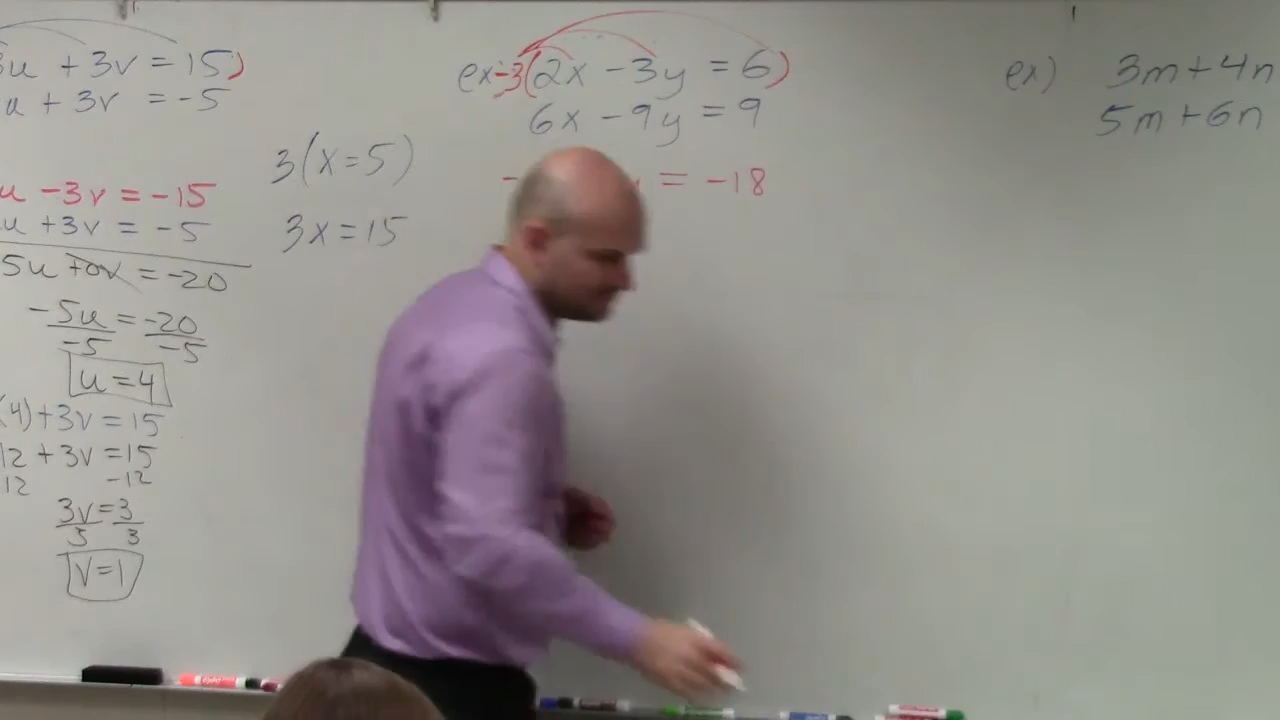 3u + 3v = 15)
u + 3v = -5
u - 3v = -15
u + 3v = -5
5u + 0v = -20
-5u = -20
-5 -5
u = 4
(4) + 3v = 15
12 + 3v = 15
12 -12
3v = 3
3 3
v = 1
3(x = 5)
3x = 15
ex -3(2x - 3y = 6)
6x - 9y = 9
- = -18
ex) 3m + 4n
5m + 6n